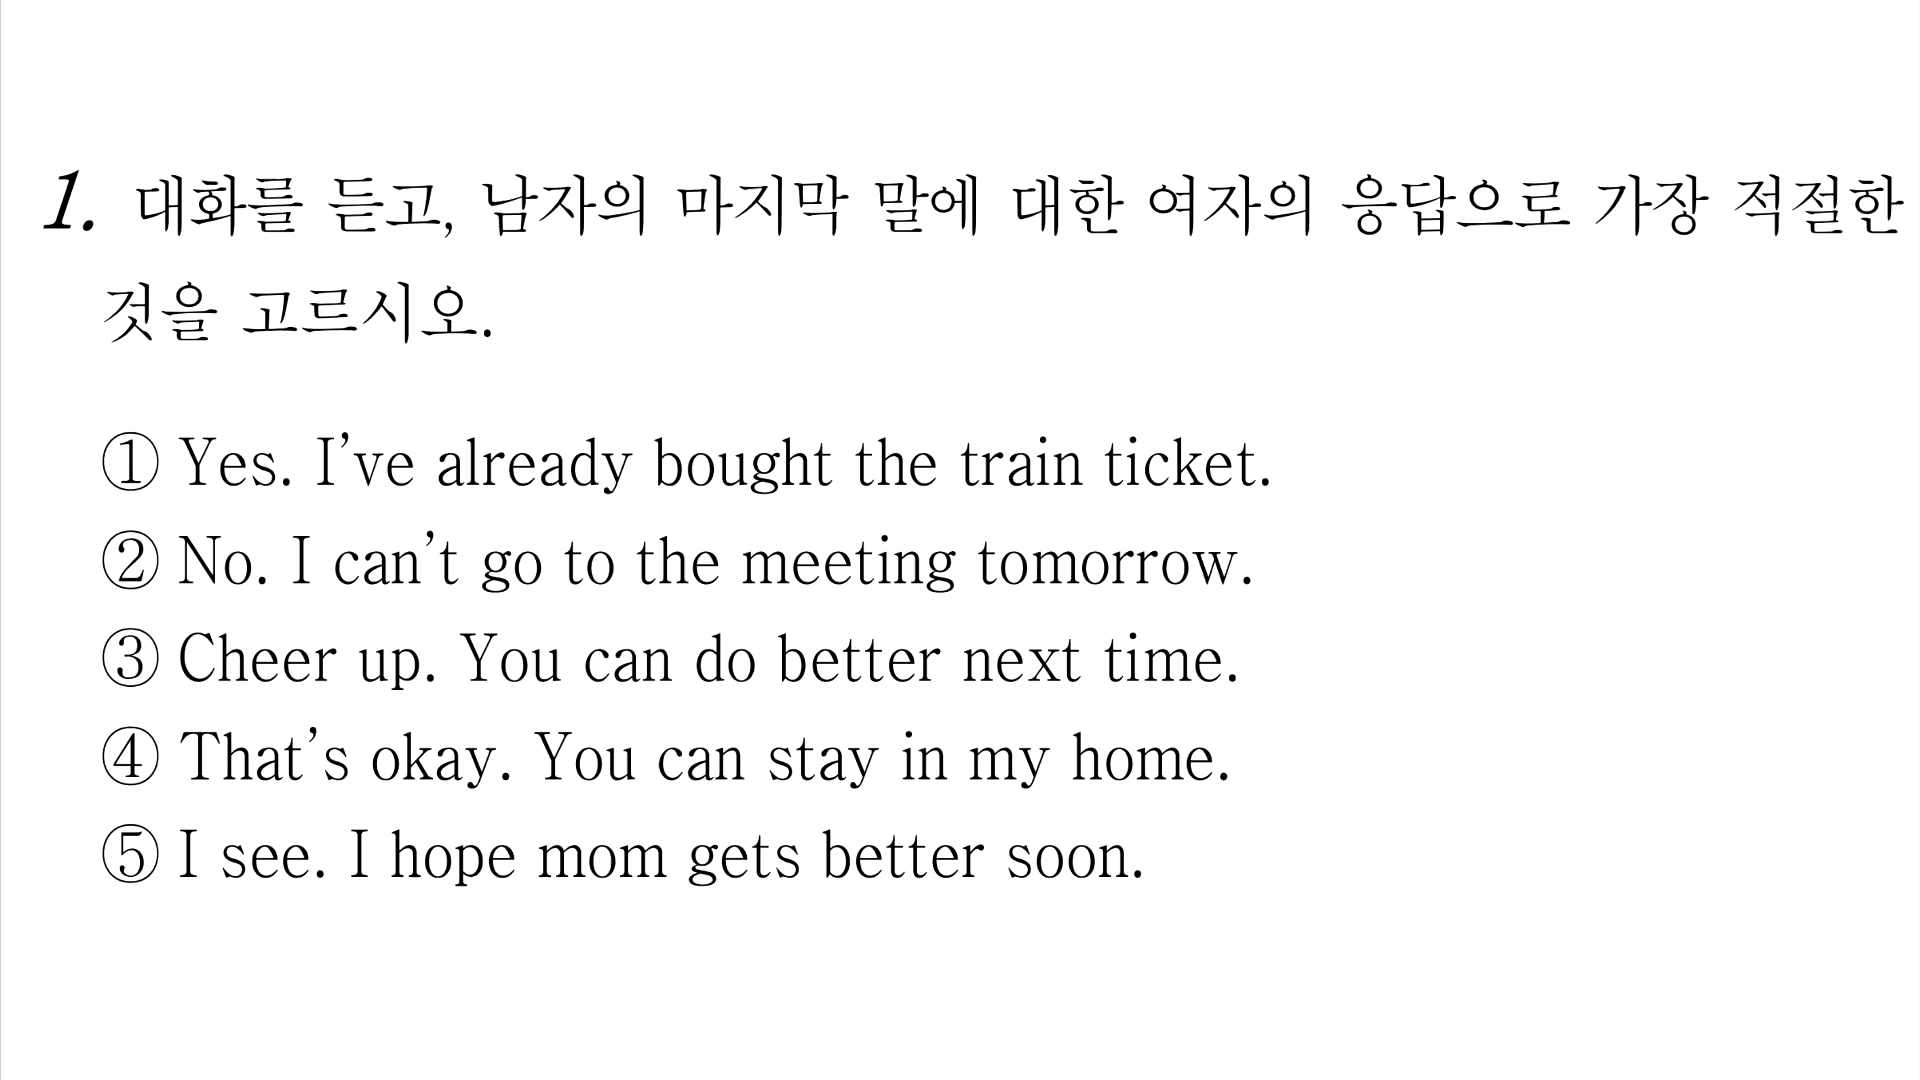 1. 대화를 듣고, 남자의 마지막 말에 대한 여자의 응답으로 가장 적절한
것을 고르시오.
① Yes. I’ve already bought the train ticket.
② No. I can’t go to the meeting tomorrow.
③ Cheer up. You can do better next time.
④ That’s okay. You can stay in my home.
⑤ I see. I hope mom gets better soon.